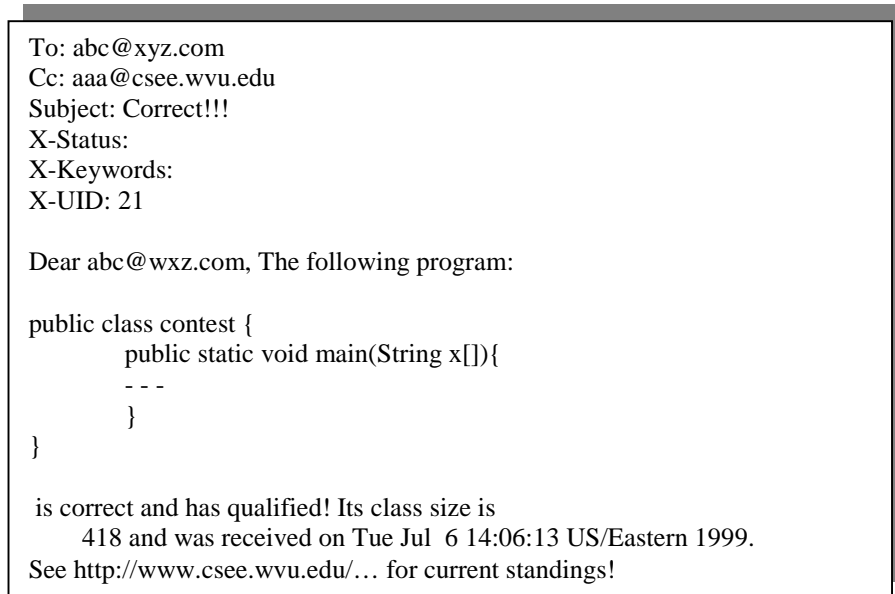 To: abc@xyz.com
Cc: aaa@csee.wvu.edu
Subject: Correct!!!
X-Status:
X-Keywords:
X-UID: 21
Dear abc@wxz.com, The following program:
public class contest {
public static void main(String x[]){
- - -
}
}
is correct and has qualified! Its class size is
418 and was received on Tue Jul  6 14:06:13 US/Eastern 1999.
See http://www.csee.wvu.edu/… for current standings!